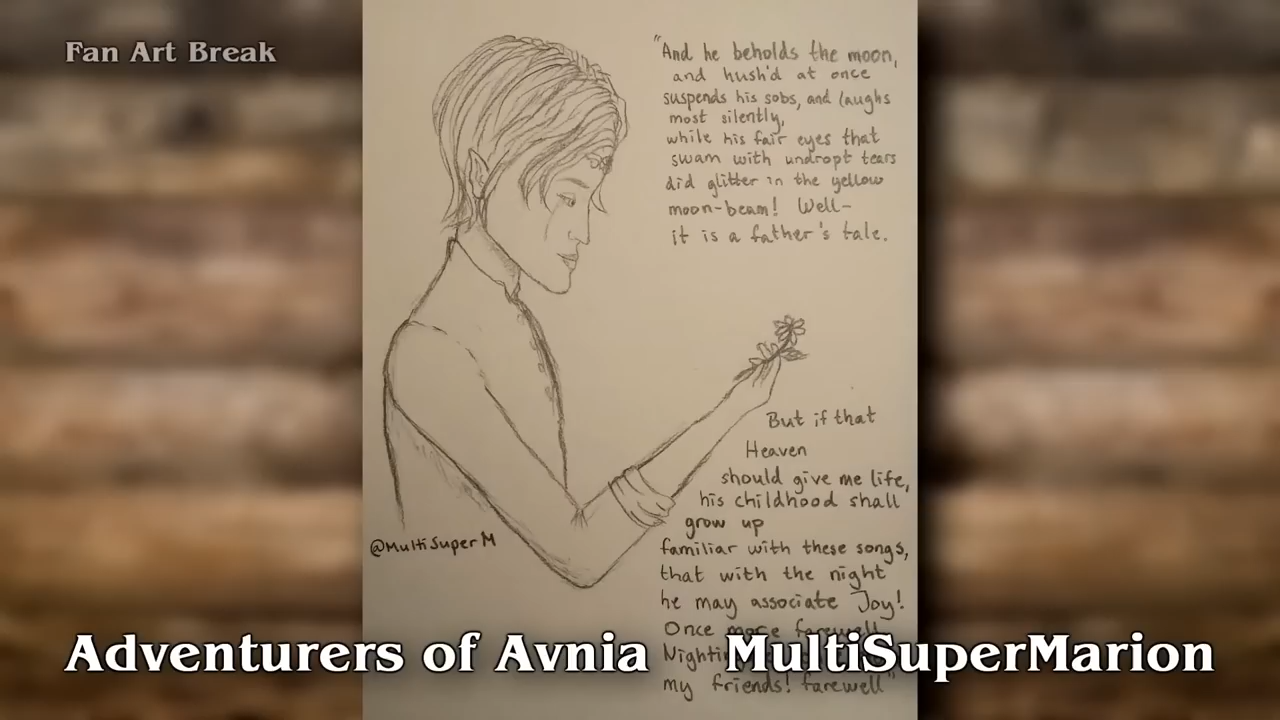 Fan Art Break
"And he beholds the moon,
and hush'd at once
suspends his sobs, and laughs
most silently,
while his fair eyes that
swam with undropt tears
did glitter in the yellow
moon-beam! Well-
it is a father's tale.
But if that
Heaven
should give me life,
his childhood shall
grow up
familiar with these songs,
that with the night
he may associate Joy!
Once more farewell
my friends! farewell"
@MultiSuperM
Adventurers of Avnia
MultiSuperMarion